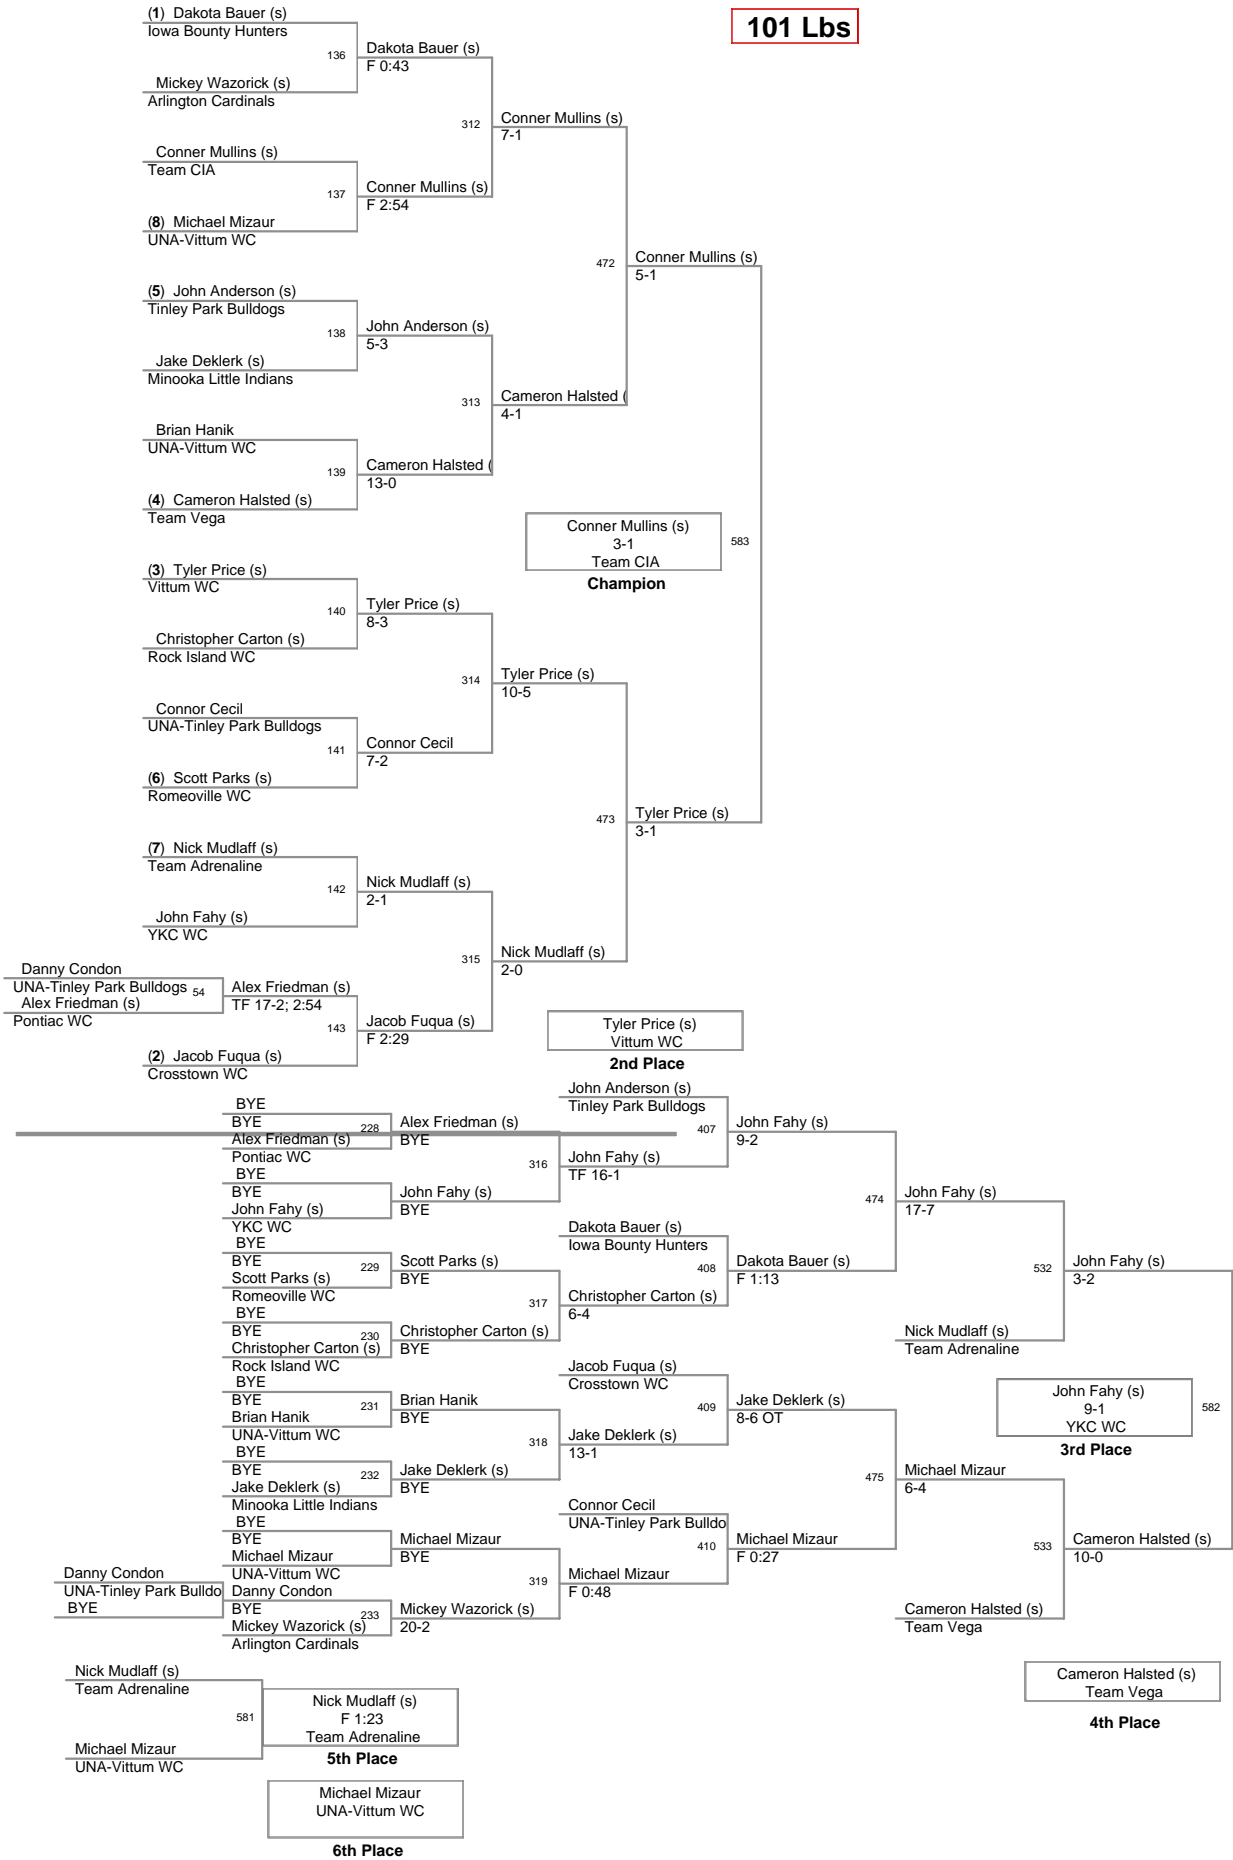 101 Lbs
(1) Dakota Bauer (s)
Iowa Bounty Hunters
136
Dakota Bauer (s)
F 0:43
Mickey Wazorick (s)
Arlington Cardinals
312
Conner Mullins (s)
7-1
Conner Mullins (s)
Team CIA
137
Conner Mullins (s)
F 2:54
(8) Michael Mizaur
UNA-Vittum WC
472
Conner Mullins (s)
5-1
(5) John Anderson (s)
Tinley Park Bulldogs
138
John Anderson (s)
5-3
Jake Deklerk (s)
Minooka Little Indians
313
Cameron Halsted (
4-1
Brian Hanik
UNA-Vittum WC
139
Cameron Halsted (
13-0
(4) Cameron Halsted (s)
Team Vega
Conner Mullins (s)
3-1
Team CIA
583
Champion
(3) Tyler Price (s)
Vittum WC
140
Tyler Price (s)
8-3
Christopher Carton (s)
Rock Island WC
314
Tyler Price (s)
10-5
Connor Cecil
UNA-Tinley Park Bulldogs
141
Connor Cecil
7-2
(6) Scott Parks (s)
Romeoville WC
473
Tyler Price (s)
3-1
(7) Nick Mudlaff (s)
Team Adrenaline
142
Nick Mudlaff (s)
2-1
John Fahy (s)
YKC WC
315
Nick Mudlaff (s)
2-0
Danny Condon
UNA-Tinley Park Bulldogs
54
Alex Friedman (s)
Pontiac WC
Alex Friedman (s)
TF 17-2; 2:54
143
Jacob Fuqua (s)
F 2:29
(2) Jacob Fuqua (s)
Crosstown WC
Tyler Price (s)
Vittum WC
2nd Place
BYE
BYE
228
Alex Friedman (s)
Pontiac WC
Alex Friedman (s)
BYE
John Anderson (s)
Tinley Park Bulldogs
407
John Fahy (s)
9-2
316
John Fahy (s)
TF 16-1
BYE
BYE
John Fahy (s)
YKC WC
John Fahy (s)
BYE
474
John Fahy (s)
17-7
BYE
BYE
229
Scott Parks (s)
Romeoville WC
Scott Parks (s)
BYE
Dakota Bauer (s)
Iowa Bounty Hunters
408
Dakota Bauer (s)
F 1:13
317
Christopher Carton (s)
6-4
BYE
BYE
230
Christopher Carton (s)
Rock Island WC
Christopher Carton (s)
BYE
532
John Fahy (s)
3-2
Nick Mudlaff (s)
Team Adrenaline
BYE
BYE
231
Brian Hanik
UNA-Vittum WC
Brian Hanik
BYE
Jacob Fuqua (s)
Crosstown WC
409
Jake Deklerk (s)
8-6 OT
318
Jake Deklerk (s)
13-1
BYE
BYE
232
Jake Deklerk (s)
Minooka Little Indians
Jake Deklerk (s)
BYE
John Fahy (s)
9-1
YKC WC
582
3rd Place
475
Michael Mizaur
6-4
BYE
BYE
Michael Mizaur
UNA-Vittum WC
Michael Mizaur
BYE
Connor Cecil
UNA-Tinley Park Bulldo
410
Michael Mizaur
F 0:27
319
Michael Mizaur
F 0:48
533
Cameron Halsted (s)
10-0
Danny Condon
UNA-Tinley Park Bulldo
BYE
Danny Condon
BYE
233
Mickey Wazorick (s)
Arlington Cardinals
Mickey Wazorick (s)
20-2
Cameron Halsted (s)
Team Vega
Nick Mudlaff (s)
Team Adrenaline
581
Nick Mudlaff (s)
F 1:23
Team Adrenaline
5th Place
Michael Mizaur
UNA-Vittum WC
Cameron Halsted (s)
Team Vega
4th Place
Michael Mizaur
UNA-Vittum WC
6th Place